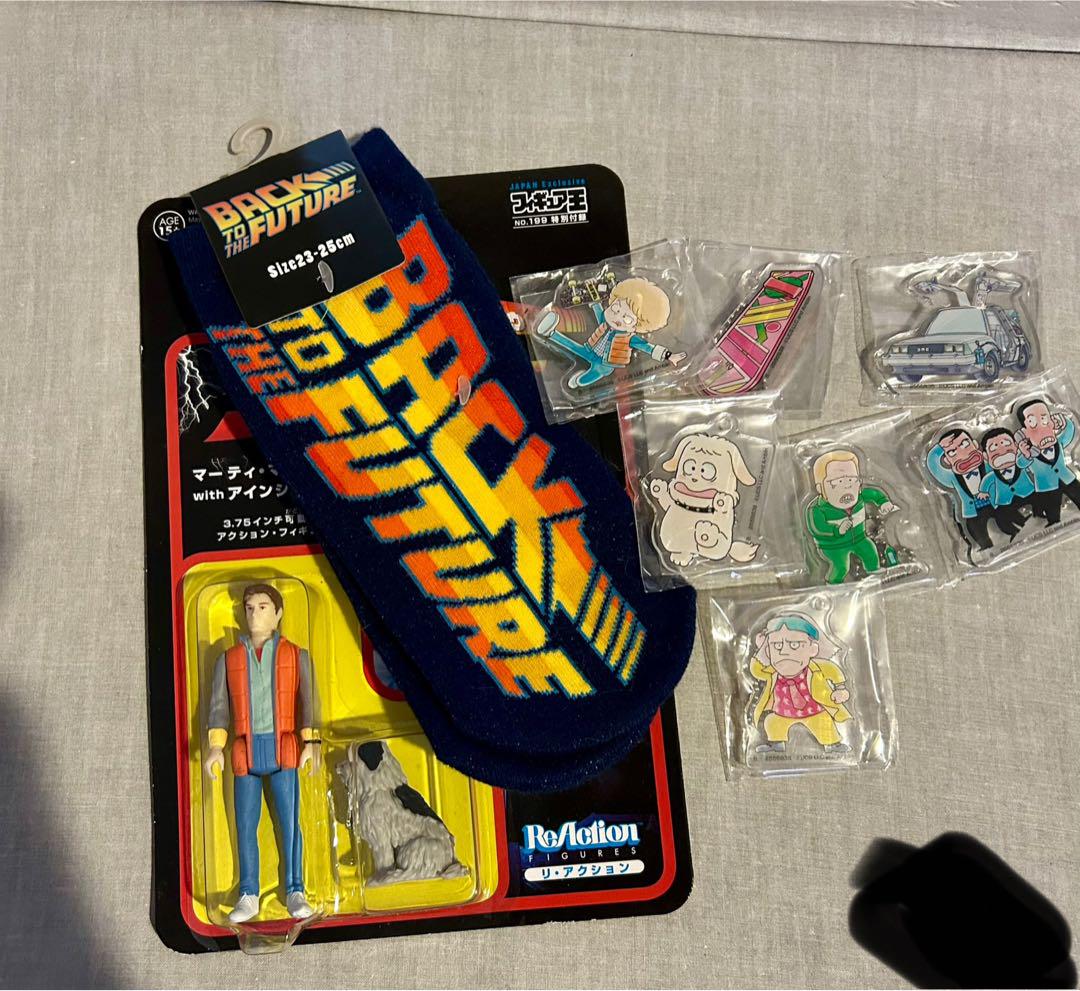 BACK
TO THE
FUTURE
Size23-25cm
AGE
15+
JAPAN Exclusive
フィギュア王
No.199 特別付録
BACK
TO THE
FUTURE
マーティ・
with アインシ
3.75インチ可
アクション・フィギ
ReAction
FIGURES
リ・アクション